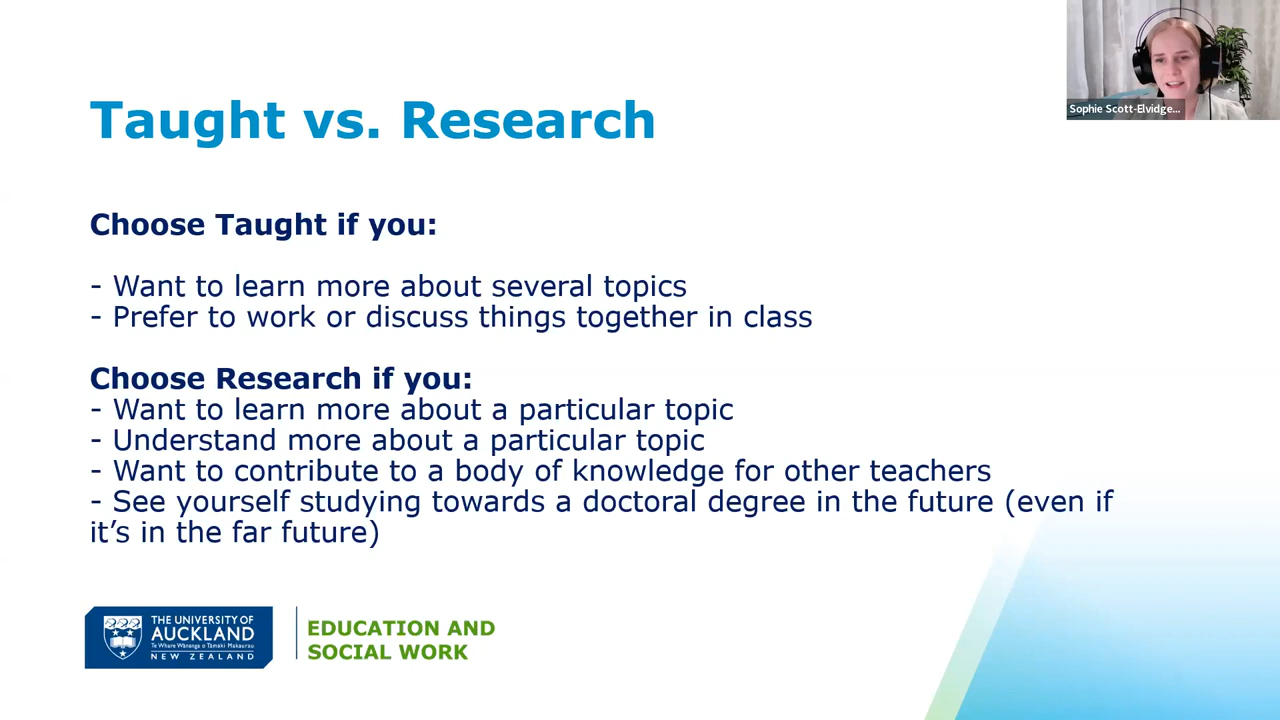 Sophie Scott-Elvidge...
Taught vs. Research
Choose Taught if you:
- Want to learn more about several topics
- Prefer to work or discuss things together in class
Choose Research if you:
- Want to learn more about a particular topic
- Understand more about a particular topic
- Want to contribute to a body of knowledge for other teachers
- See yourself studying towards a doctoral degree in the future (even if
it’s in the far future)
THE UNIVERSITY OF
AUCKLAND
Te Whare Wānanga o Tāmaki Makaurau
NEW ZEALAND
EDUCATION AND
SOCIAL WORK